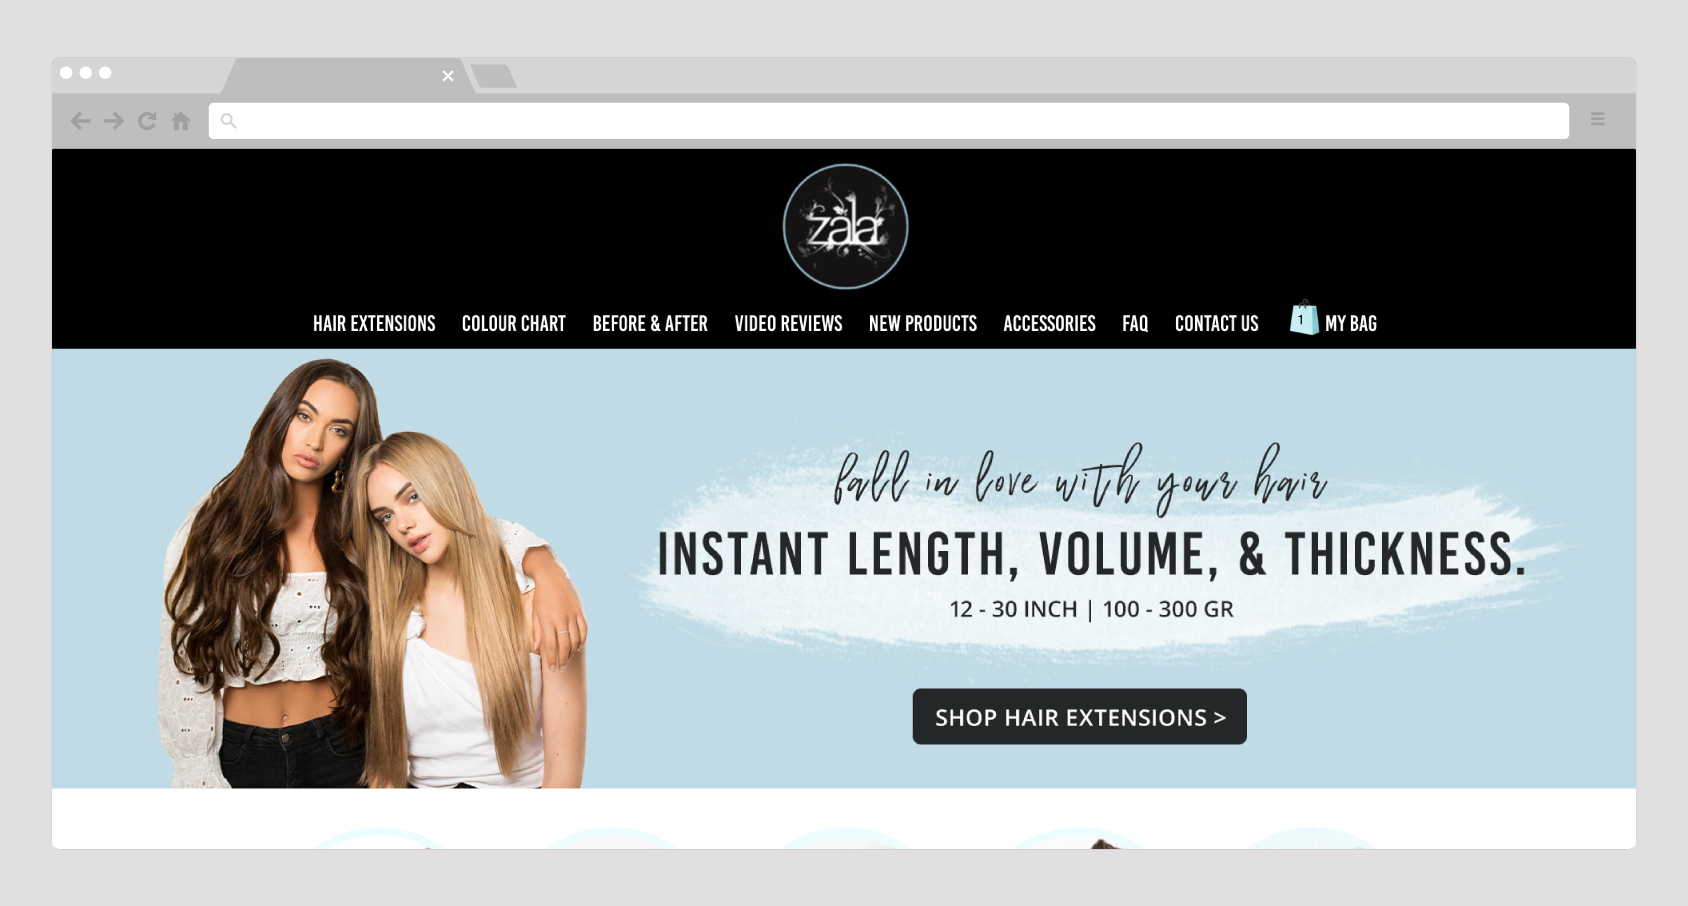 zala
HAIR EXTENSIONS COLOUR CHART BEFORE & AFTER VIDEO REVIEWS NEW PRODUCTS ACCESSORIES FAQ CONTACT US 1 MY BAG
fall in love with your hair
INSTANT LENGTH, VOLUME, & THICKNESS.
12 - 30 INCH | 100 - 300 GR
SHOP HAIR EXTENSIONS >